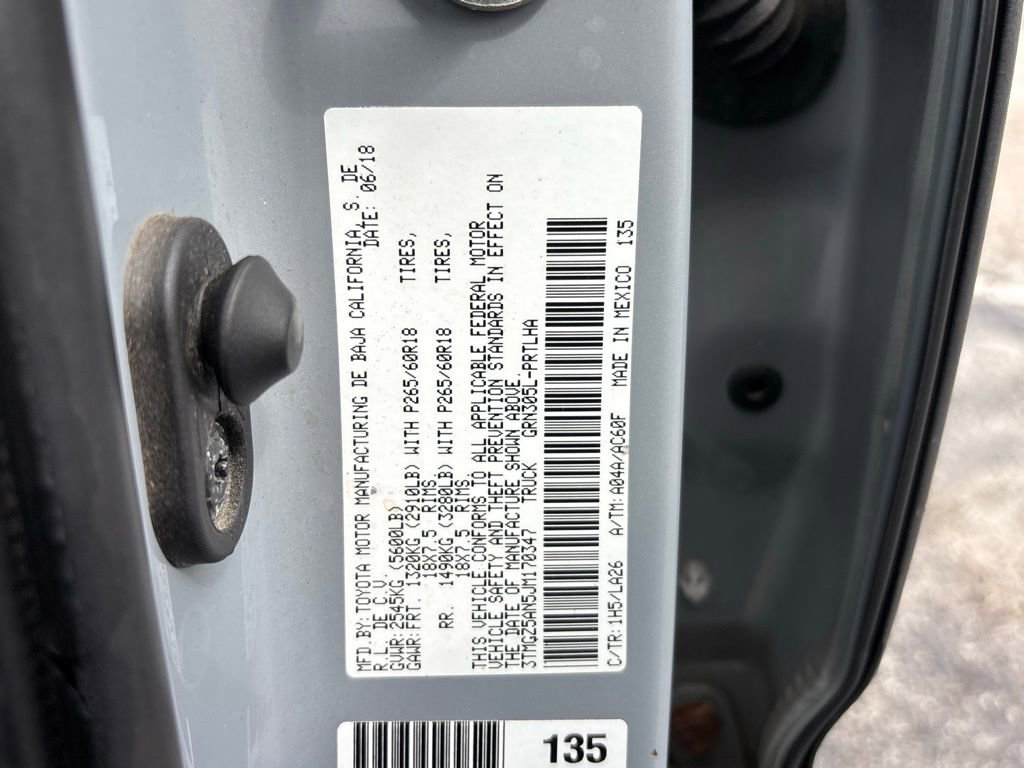 MFD.BY:TOYOTA MOTOR MANUFACTURING DE BAJA CALIFORNIA, S. DE
R.L. DE C.V. DATE: 06/18
GVWR:2545KG (5600LB)
GAWR:FRT. 1320KG (2910LB) WITH P265/60R18 TIRES,
18X7.5 RIMS
RR. 1490KG (3280LB) WITH P265/60R18 TIRES,
18X7.5 RIMS
THIS VEHICLE CONFORMS TO ALL APPLICABLE FEDERAL MOTOR
VEHICLE SAFETY AND THEFT PREVENTION STANDARDS IN EFFECT ON
THE DATE OF MANUFACTURE SHOWN ABOVE.
3TMGZ5AN5JM170347 TRUCK GRN305L-PRTLHA
C/TR:1H5/LA26 A/TM:A04A/AC60F MADE IN MEXICO 135
135